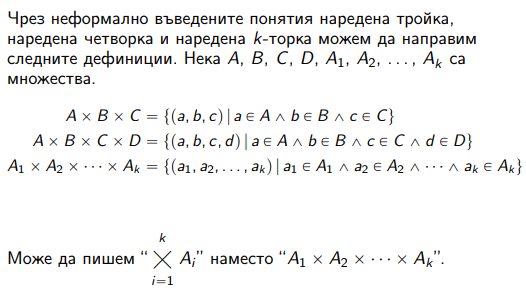 Чрез неформално въведените понятия наредена тройка,
наредена четворка и наредена k-торка можем да направим
следните дефиниции. Нека A, B, C, D, A₁, A₂, . . . , Aₖ са
множества.
A × B × C = {(a, b, c) | a ∈ A ∧ b ∈ B ∧ c ∈ C}
A × B × C × D = {(a, b, c, d) | a ∈ A ∧ b ∈ B ∧ c ∈ C ∧ d ∈ D}
A₁ × A₂ × · · · × Aₖ = {(a₁, a₂, . . . , aₖ) | a₁ ∈ A₁ ∧ a₂ ∈ A₂ ∧ · · · ∧ aₖ ∈ Aₖ}
k
Може да пишем “ ⨉ Aᵢ” наместо “A₁ × A₂ × · · · × Aₖ”.
i=1